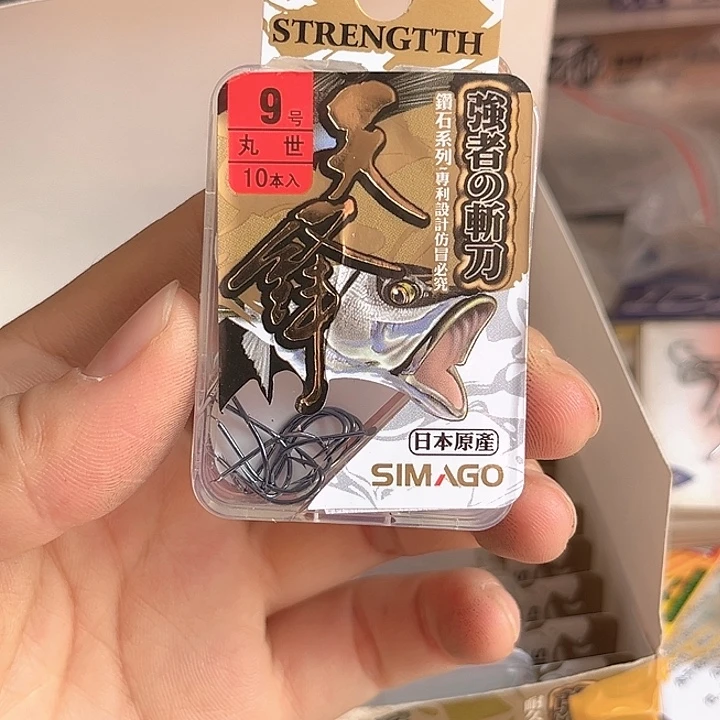 STRENGTTH
9号
丸世
10本入
天鋒
強者の斬刀
鑽石系列~專利設計仿冒必究
日本原產
SIMAGO